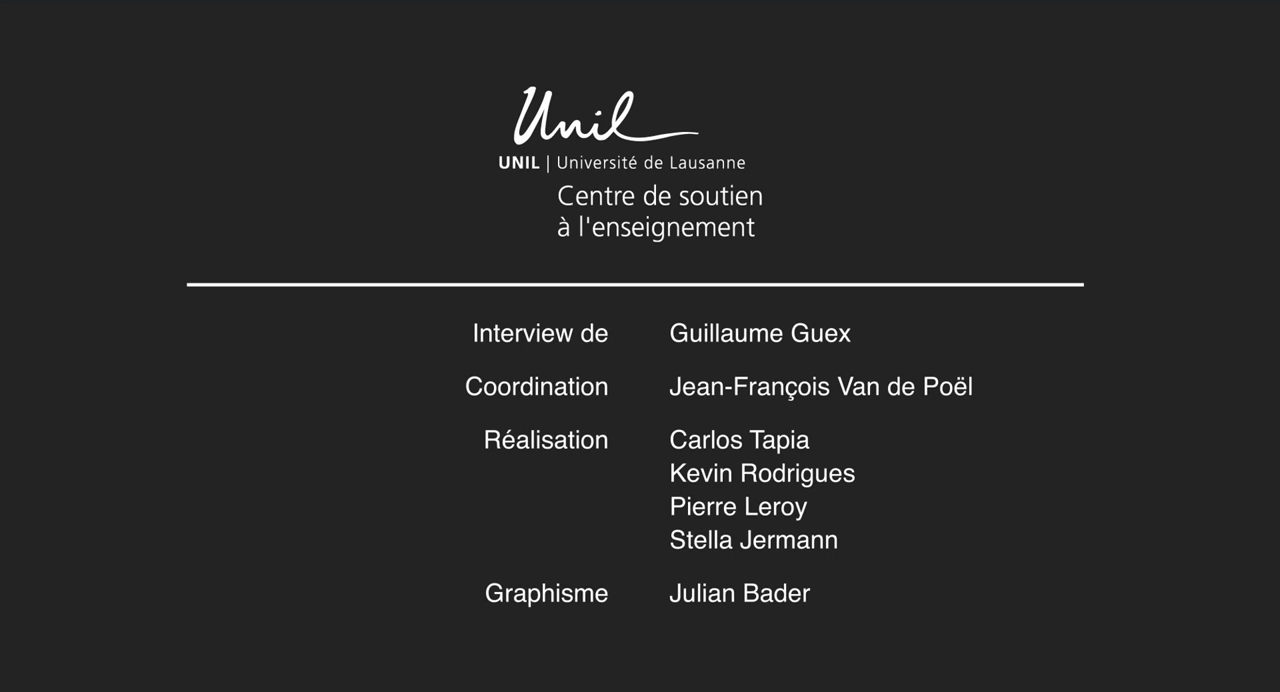 Unil
UNIL | Université de Lausanne
Centre de soutien
à l'enseignement
Interview de Guillaume Guex
Coordination Jean-François Van de Poël
Réalisation Carlos Tapia
Kevin Rodrigues
Pierre Leroy
Stella Jermann
Graphisme Julian Bader